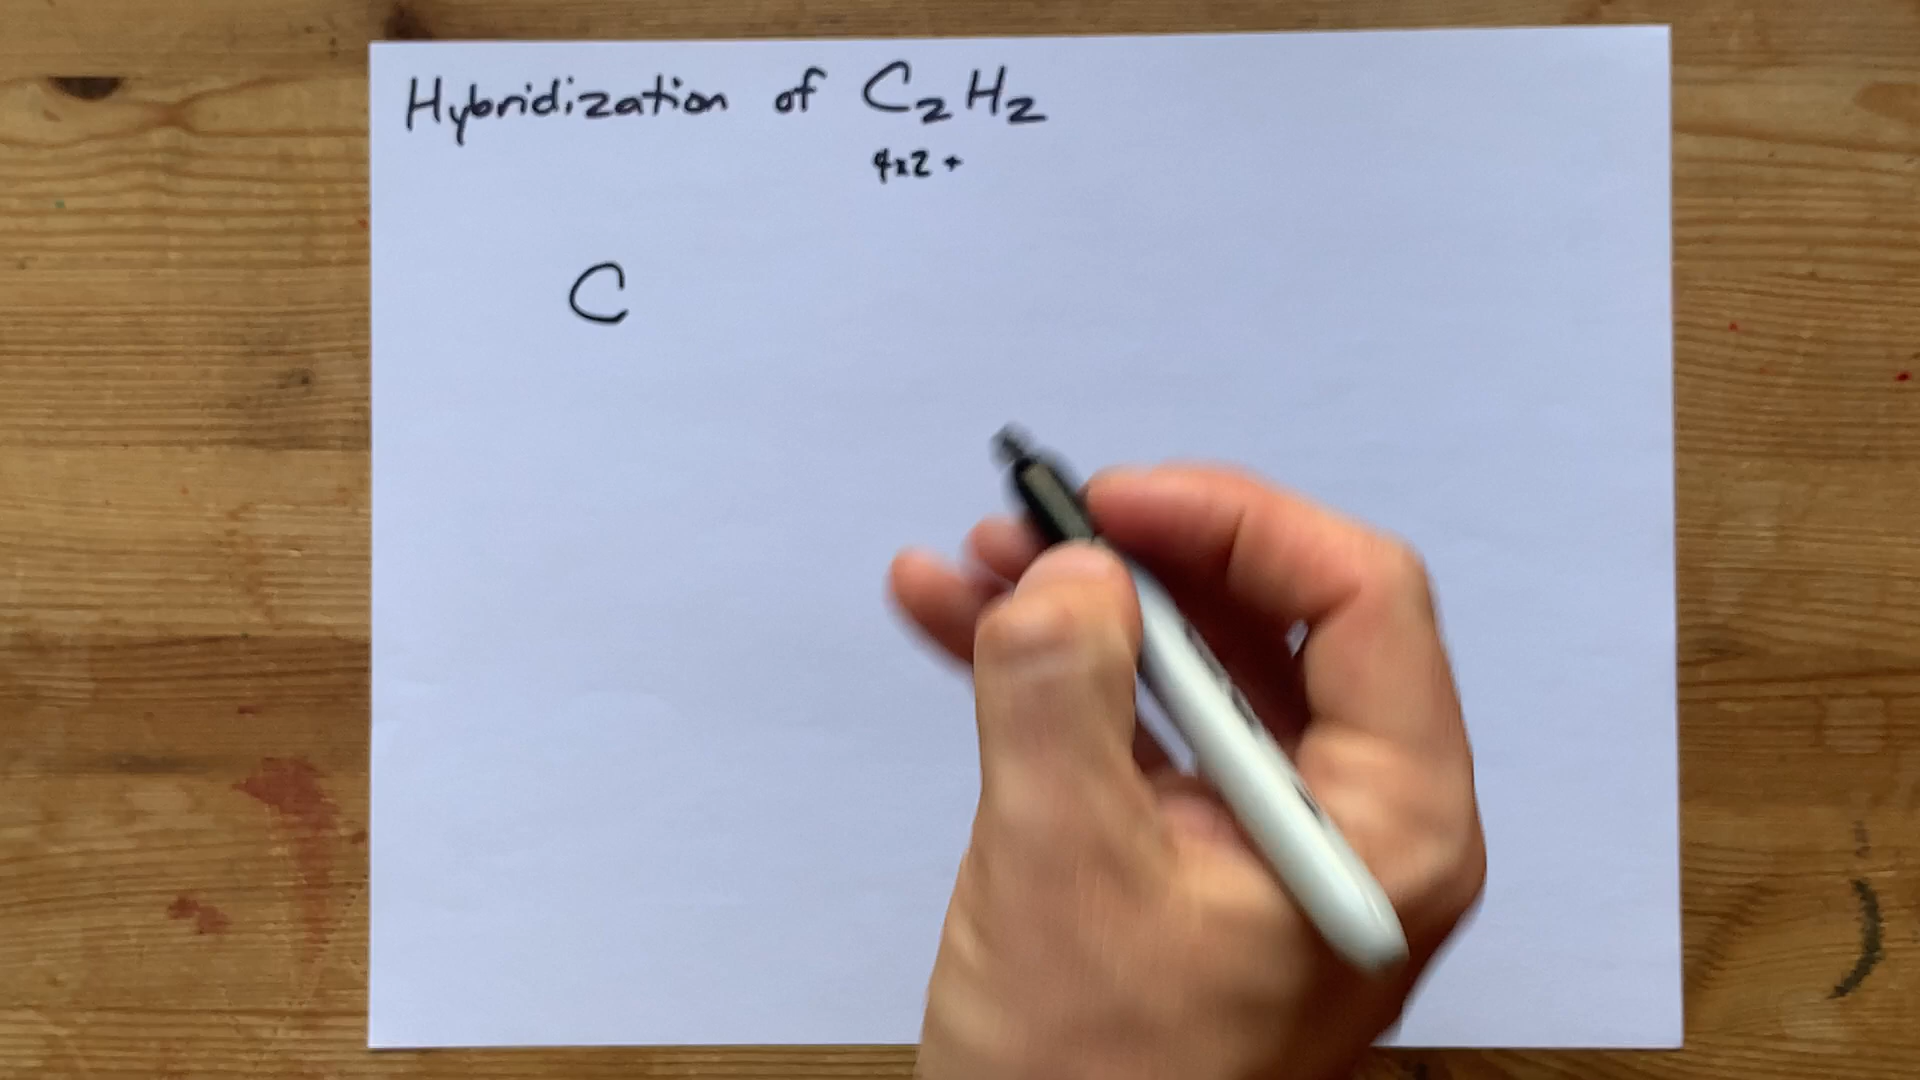 Hybridization of C₂H₂
4x2 +
C